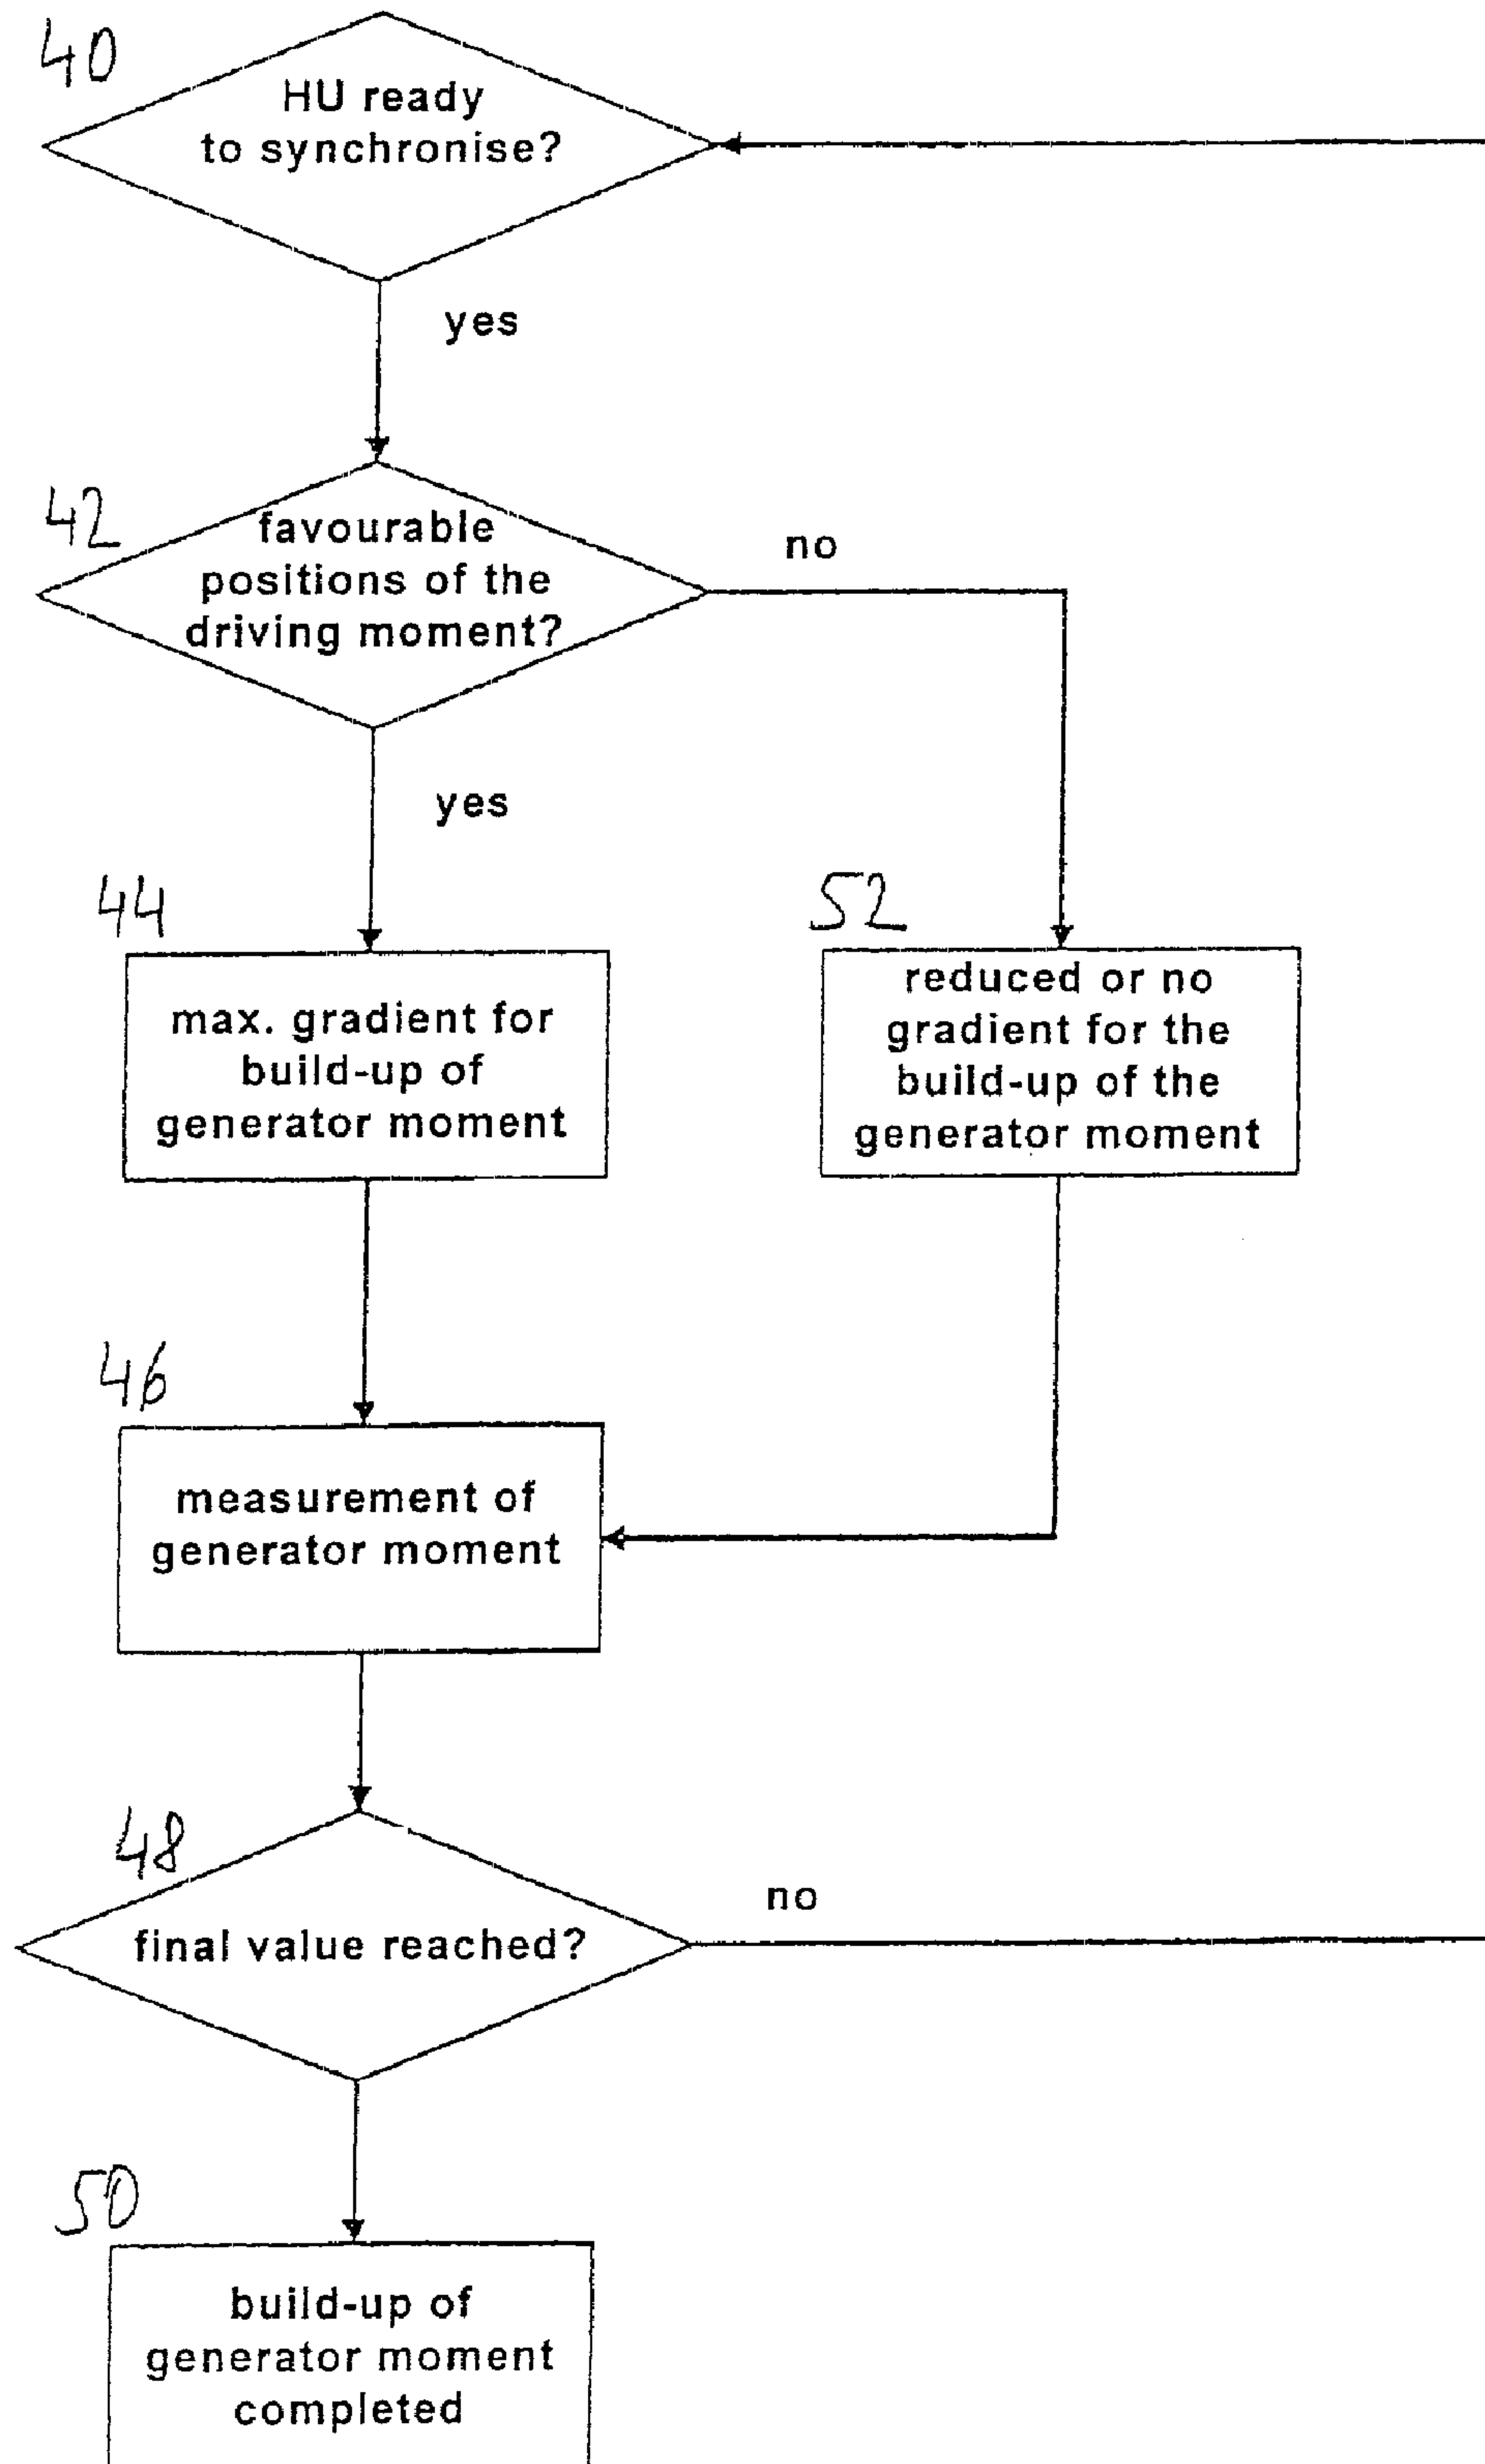 40
HU ready
to synchronise?
yes
42
favourable
positions of the
driving moment?
no
yes
44
max. gradient for
build-up of
generator moment
52
reduced or no
gradient for the
build-up of the
generator moment
46
measurement of
generator moment
48
final value reached?
no
50
build-up of
generator moment
completed